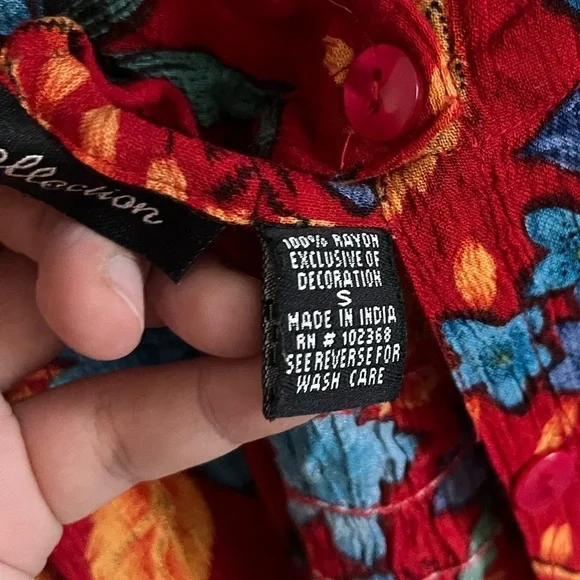 ollection
100% RAYON
EXCLUSIVE OF
DECORATION
S
MADE IN INDIA
RN # 102368
SEE REVERSE FOR
WASH CARE